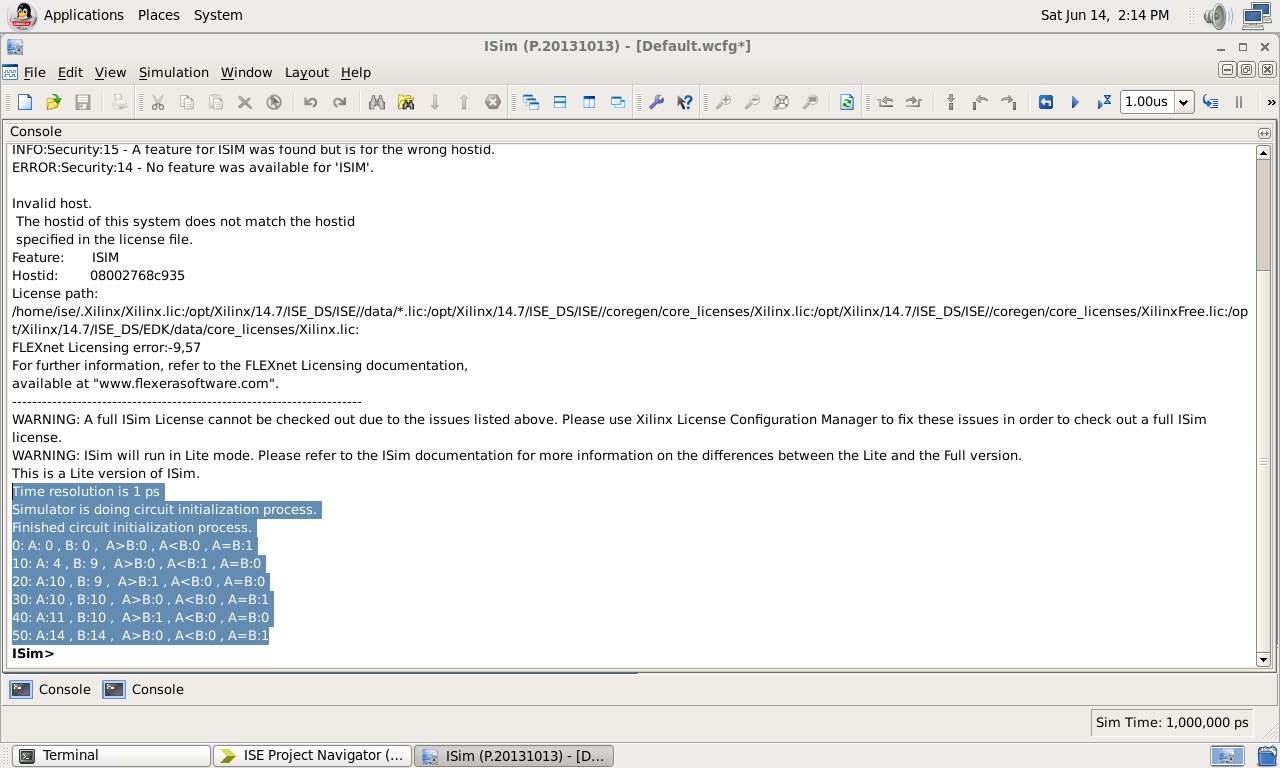 Applications Places System Sat Jun 14, 2:14 PM
ISim (P.20131013) - [Default.wcfg*]
File Edit View Simulation Window Layout Help
1.00us »
Console
INFO:Security:15 - A feature for ISIM was found but is for the wrong hostid.
ERROR:Security:14 - No feature was available for 'ISIM'.
Invalid host.
The hostid of this system does not match the hostid
specified in the license file.
Feature: ISIM
Hostid: 08002768c935
License path:
/home/ise/.Xilinx/Xilinx.lic:/opt/Xilinx/14.7/ISE_DS/ISE//data/*.lic:/opt/Xilinx/14.7/ISE_DS/ISE//coregen/core_licenses/Xilinx.lic:/opt/Xilinx/14.7/ISE_DS/ISE//coregen/core_licenses/XilinxFree.lic:/op
t/Xilinx/14.7/ISE_DS/EDK/data/core_licenses/Xilinx.lic:
FLEXnet Licensing error:-9,57
For further information, refer to the FLEXnet Licensing documentation,
available at "www.flexerasoftware.com".
----------------------------------------------------------------------
WARNING: A full ISim License cannot be checked out due to the issues listed above. Please use Xilinx License Configuration Manager to fix these issues in order to check out a full ISim
license.
WARNING: ISim will run in Lite mode. Please refer to the ISim documentation for more information on the differences between the Lite and the Full version.
This is a Lite version of ISim.
Time resolution is 1 ps
Simulator is doing circuit initialization process.
Finished circuit initialization process.
0: A: 0 , B: 0 ,  A>B:0 , A<B:0 , A=B:1
10: A: 4 , B: 9 ,  A>B:0 , A<B:1 , A=B:0
20: A:10 , B: 9 ,  A>B:1 , A<B:0 , A=B:0
30: A:10 , B:10 ,  A>B:0 , A<B:0 , A=B:1
40: A:11 , B:10 ,  A>B:1 , A<B:0 , A=B:0
50: A:14 , B:14 ,  A>B:0 , A<B:0 , A=B:1
ISim>
Console Console
Sim Time: 1,000,000 ps
Terminal ISE Project Navigator (... ISim (P.20131013) - [D...